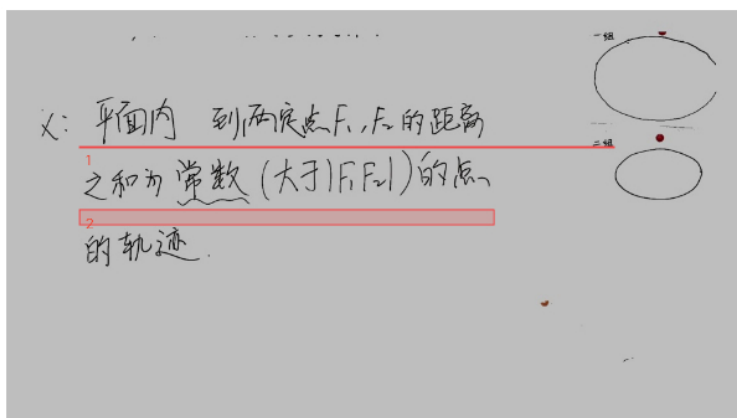 一组
义: 平面内 到两定点F₁,F₂的距离
二组
1
之和为常数(大于|F₁F₂|)的点
2
的轨迹.